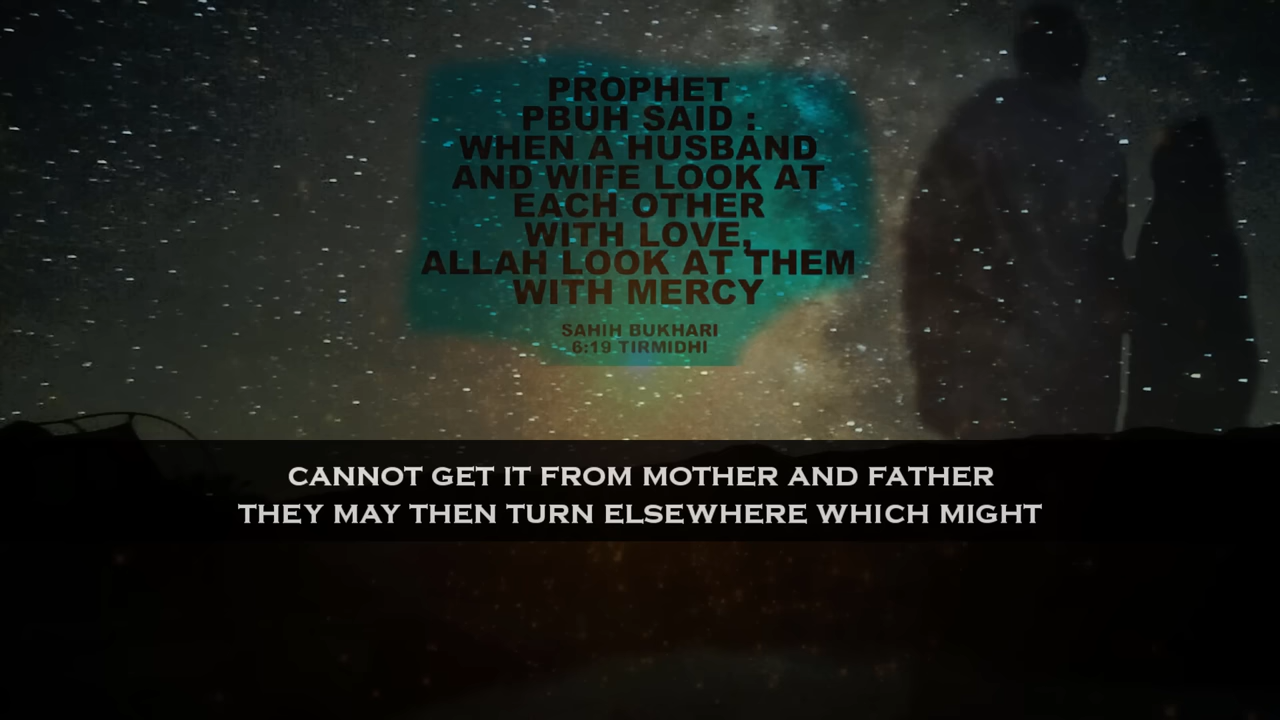 PROPHET
PBUH SAID :
WHEN A HUSBAND
AND WIFE LOOK AT
EACH OTHER
WITH LOVE,
ALLAH LOOK AT THEM
WITH MERCY
SAHIH BUKHARI
6:19 TIRMIDHI
CANNOT GET IT FROM MOTHER AND FATHER
THEY MAY THEN TURN ELSEWHERE WHICH MIGHT